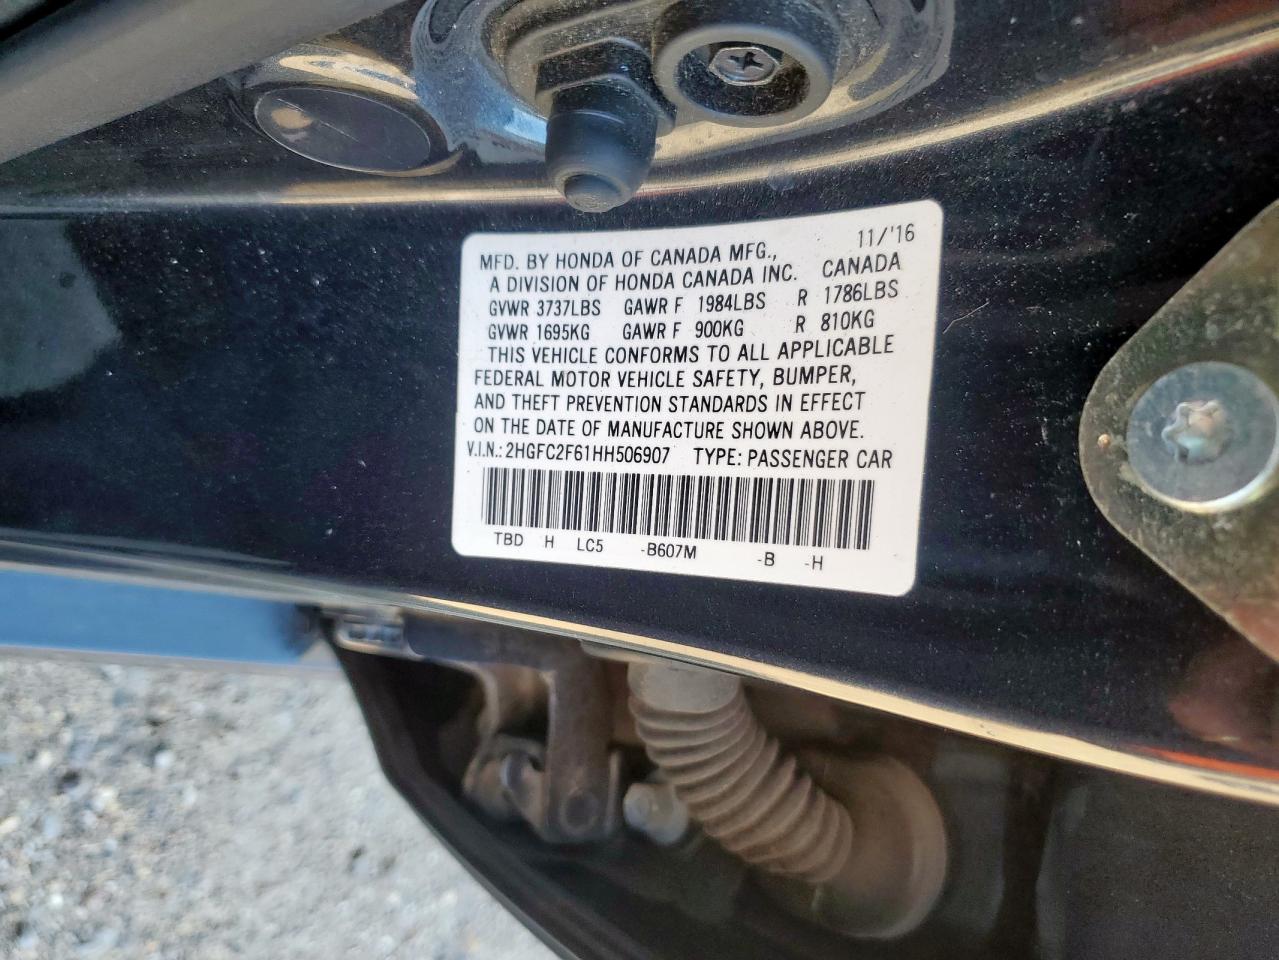 11/'16
MFD. BY HONDA OF CANADA MFG.,
A DIVISION OF HONDA CANADA INC. CANADA
GVWR 3737LBS GAWR F 1984LBS R 1786LBS
GVWR 1695KG GAWR F 900KG R 810KG
THIS VEHICLE CONFORMS TO ALL APPLICABLE
FEDERAL MOTOR VEHICLE SAFETY, BUMPER,
AND THEFT PREVENTION STANDARDS IN EFFECT
ON THE DATE OF MANUFACTURE SHOWN ABOVE.
V.I.N.: 2HGFC2F61HH506907 TYPE: PASSENGER CAR
TBD H LC5 -B607M -B -H